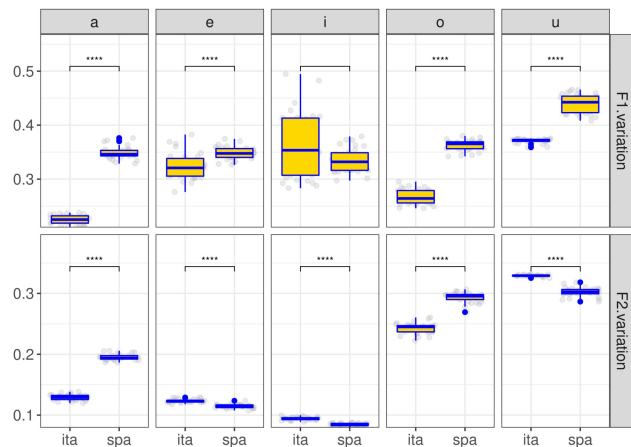 a e i o u
**** **** **** **** ****
0.5
0.4
0.3
F1.variation
**** **** **** **** ****
0.3
0.2
0.1
F2.variation
ita spa ita spa ita spa ita spa ita spa